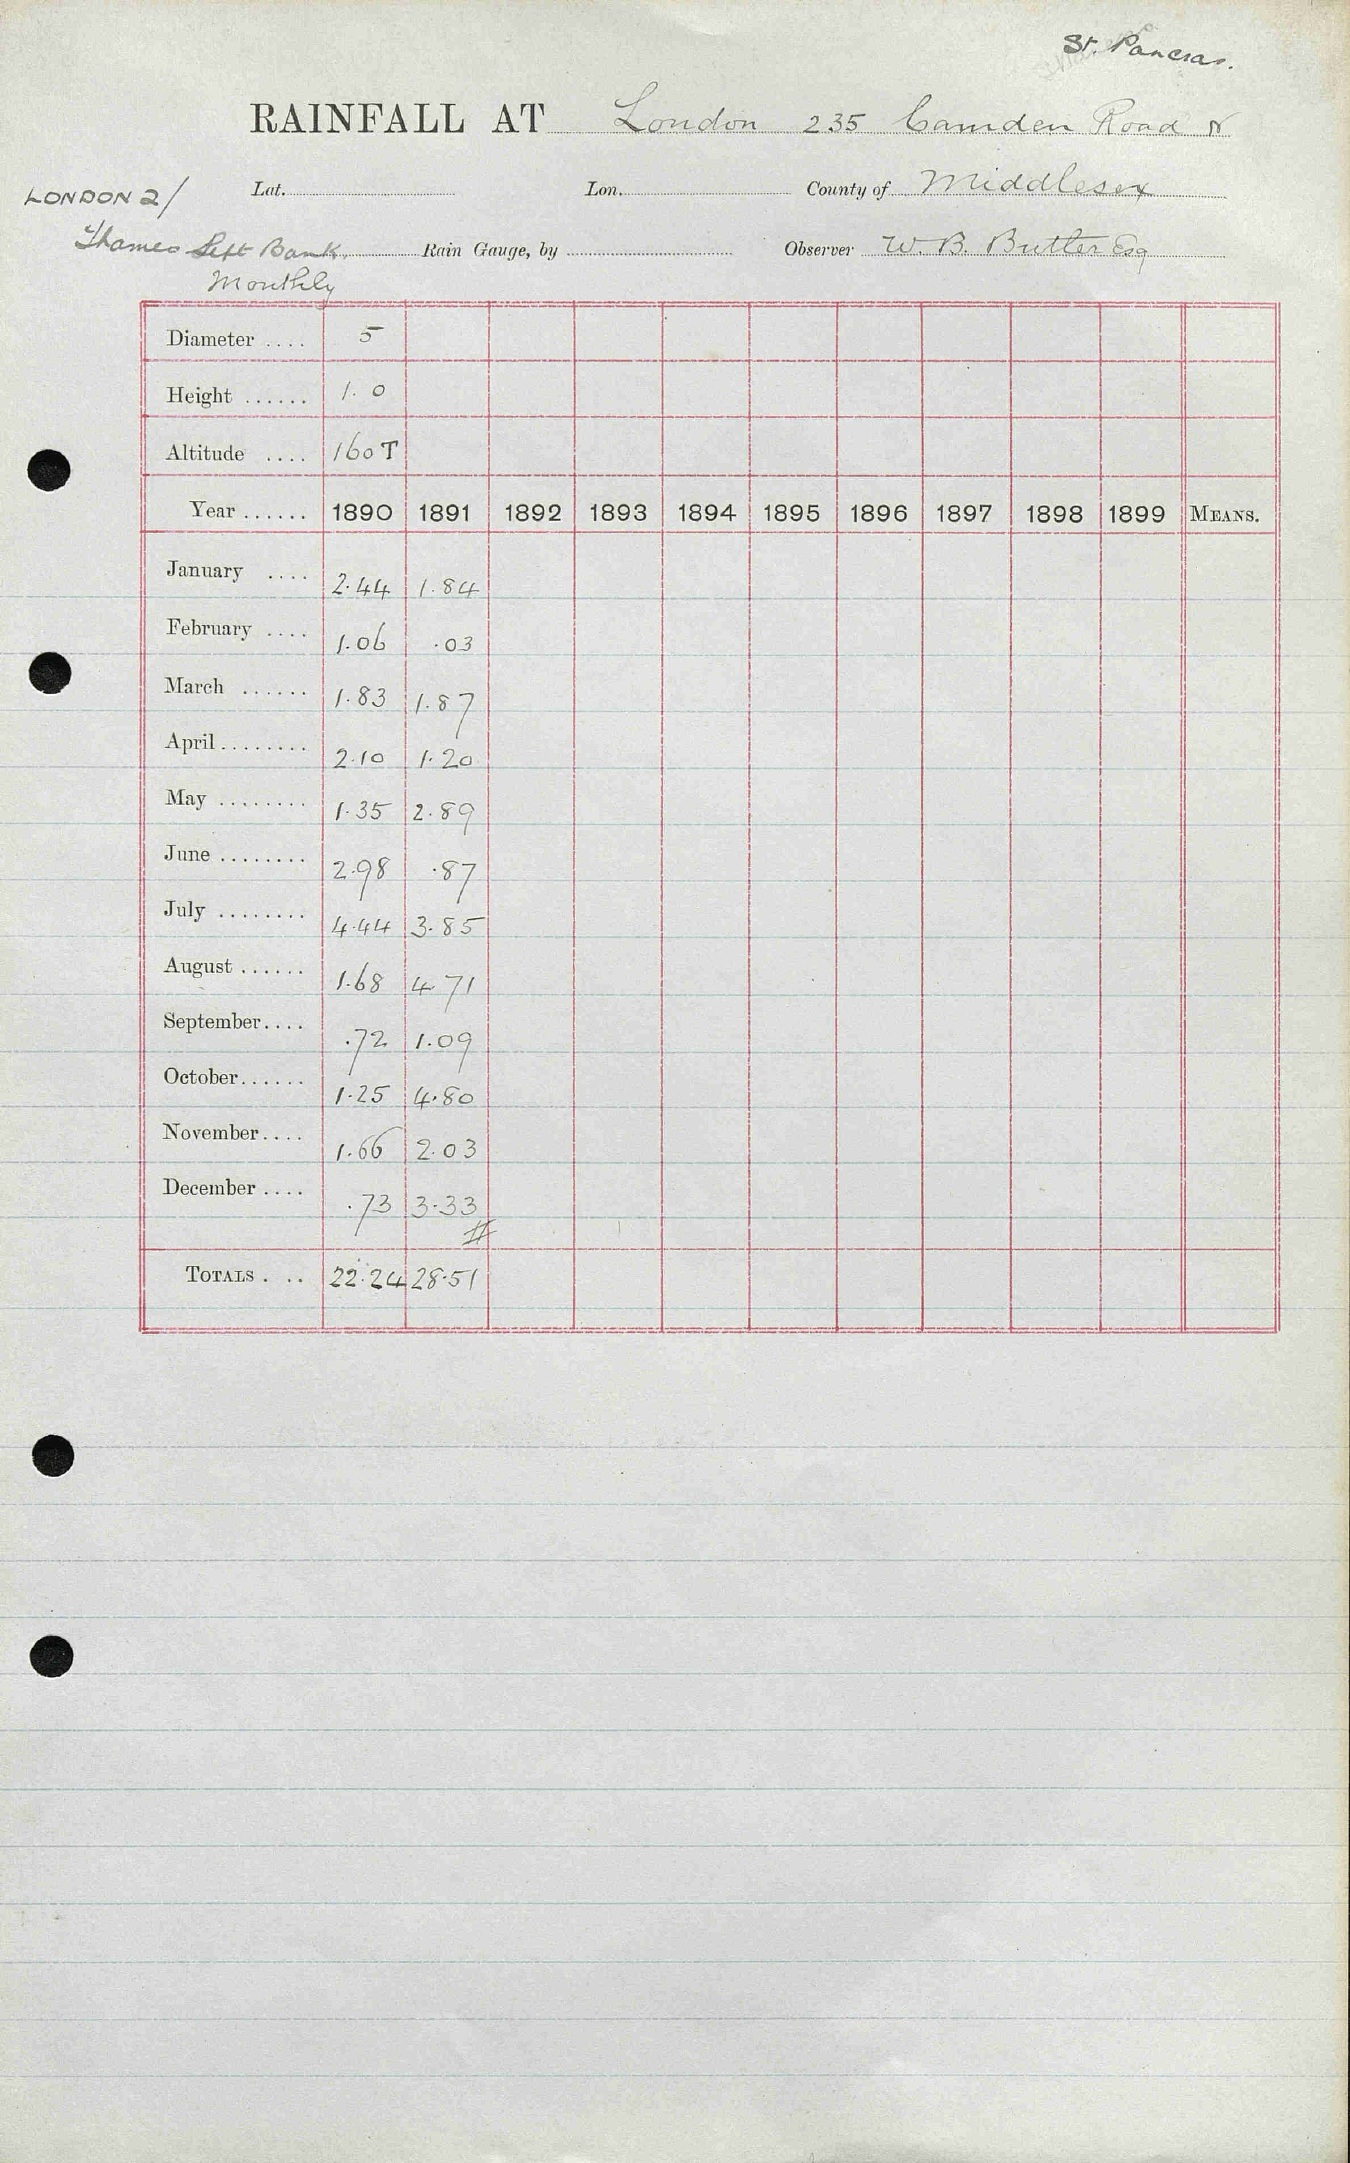 St. Pancras.
RAINFALL AT London 235 Camden Road N
LONDON 2/ Lat. Lon. County of Middlesex
Thames Left Bank. Rain Gauge, by Observer W. B. Butler Esq
Monthly
Diameter .... 5
Height ...... 1.0
Altitude .... 160 T
Year ...... 1890 1891 1892 1893 1894 1895 1896 1897 1898 1899 MEANS.
January .... 2.44 1.84
February .... 1.06 .03
March ...... 1.83 1.87
April ........ 2.10 1.20
May ........ 1.35 2.89
June ........ 2.98 .87
July ........ 4.44 3.85
August ...... 1.68 4.71
September.... .72 1.09
October...... 1.25 4.80
November.... 1.66 2.03
December .... .73 3.33
#
TOTALS . .. 22.24 28.51